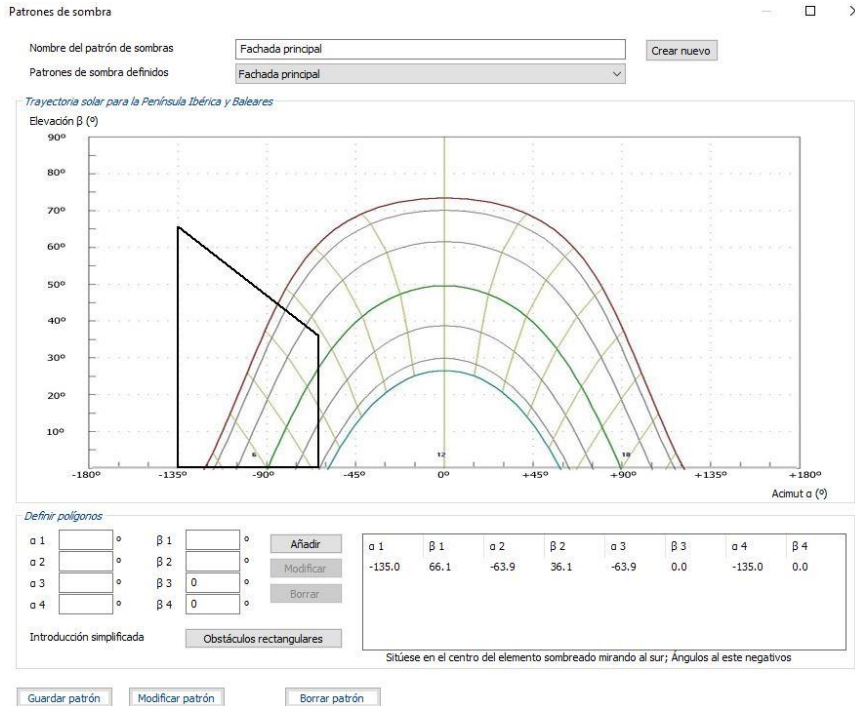 Patrones de sombra
Nombre del patrón de sombras
Fachada principal
Crear nuevo
Patrones de sombra definidos
Fachada principal
Trayectoria solar para la Península Ibérica y Baleares
Elevación β (º)
90º
80º
70º
60º
50º
40º
30º
20º
10º
6 12 18
-180º -135º -90º -45º 0º +45º +90º +135º +180º
Acimut α (º)
Definir polígonos
α 1 º β 1 º Añadir
α 2 º β 2 º Modificar
α 3 º β 3 0 º Borrar
α 4 º β 4 0 º
Introducción simplificada
Obstáculos rectangulares
α 1 β 1 α 2 β 2 α 3 β 3 α 4 β 4
-135.0 66.1 -63.9 36.1 -63.9 0.0 -135.0 0.0
Sitúese en el centro del elemento sombreado mirando al sur; Ángulos al este negativos
Guardar patrón
Modificar patrón
Borrar patrón